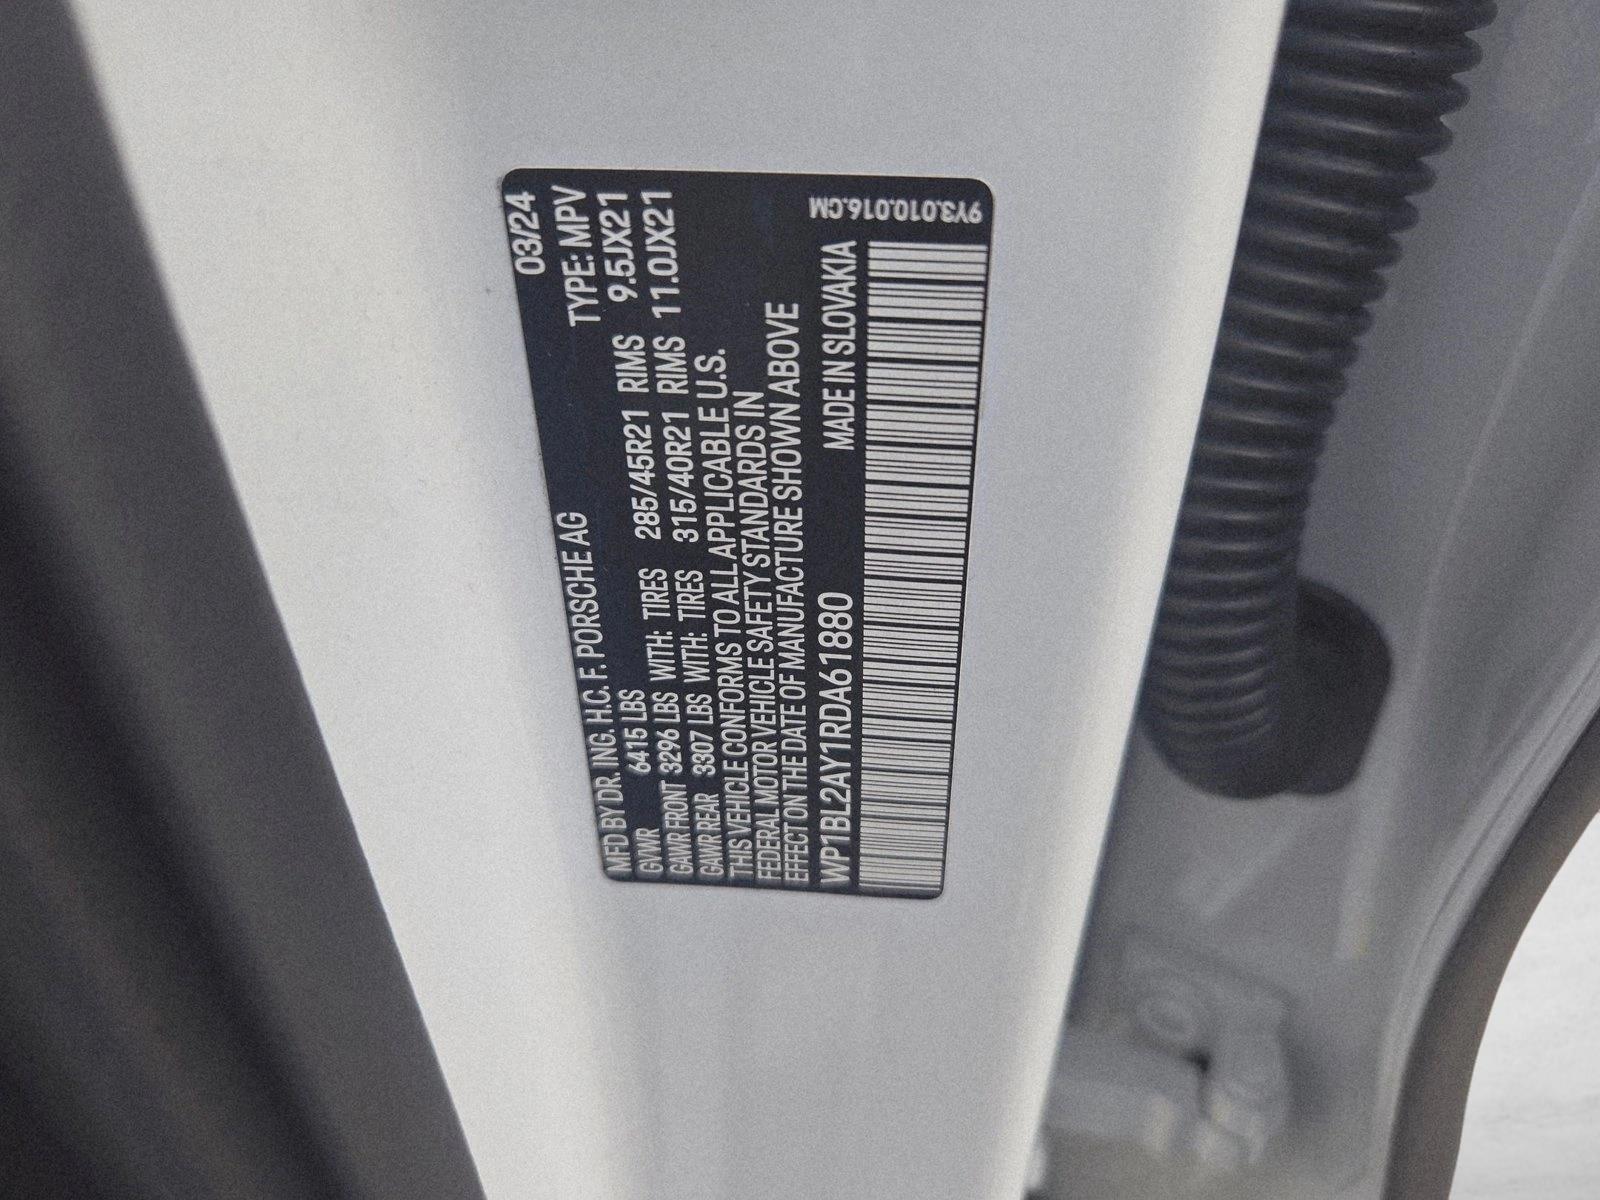 MFD BY DR. ING. H.C. F. PORSCHE AG 03/24
GVWR 6415 LBS TYPE: MPV
GAWR FRONT 3296 LBS WITH: TIRES 285/45R21 RIMS 9.5JX21
GAWR REAR 3307 LBS WITH: TIRES 315/40R21 RIMS 11.0JX21
THIS VEHICLE CONFORMS TO ALL APPLICABLE U.S.
FEDERAL MOTOR VEHICLE SAFETY STANDARDS IN
EFFECT ON THE DATE OF MANUFACTURE SHOWN ABOVE
WP1BL2AY1RDA61880 MADE IN SLOVAKIA
9Y3.010.016.CM